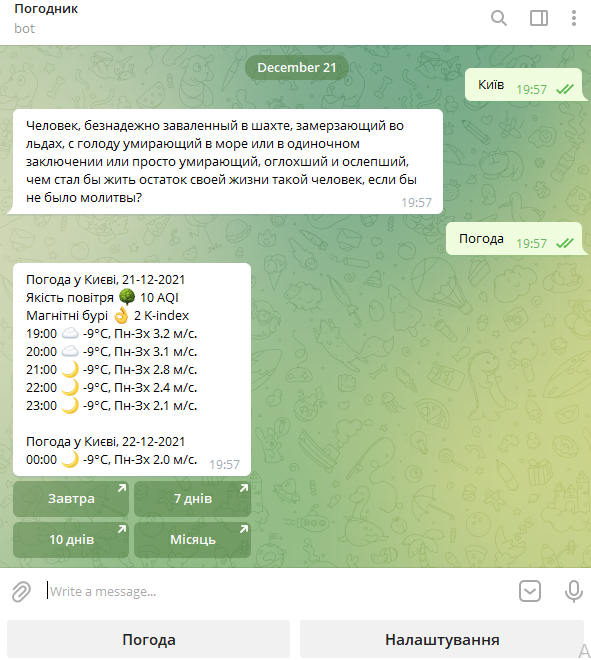 Погодник
bot
December 21
Київ 19:57
Человек, безнадежно заваленный в шахте, замерзающий во
льдах, с голоду умирающий в море или в одиночном
заключении или просто умирающий, оглохший и ослепший,
чем стал бы жить остаток своей жизни такой человек, если бы
не было молитвы?
19:57
Погода 19:57
Погода у Києві, 21-12-2021
Якість повітря 🌳 10 AQI
Магнітні бурі 👌 2 K-index
19:00 ☁️ -9°C, Пн-Зх 3.2 м/с.
20:00 ☁️ -9°C, Пн-Зх 3.1 м/с.
21:00 🌙 -9°C, Пн-Зх 2.8 м/с.
22:00 🌙 -9°C, Пн-Зх 2.4 м/с.
23:00 🌙 -9°C, Пн-Зх 2.1 м/с.
Погода у Києві, 22-12-2021
00:00 🌙 -9°C, Пн-Зх 2.0 м/с. 19:57
Завтра 7 днів
10 днів Місяць
Write a message...
Погода Налаштування